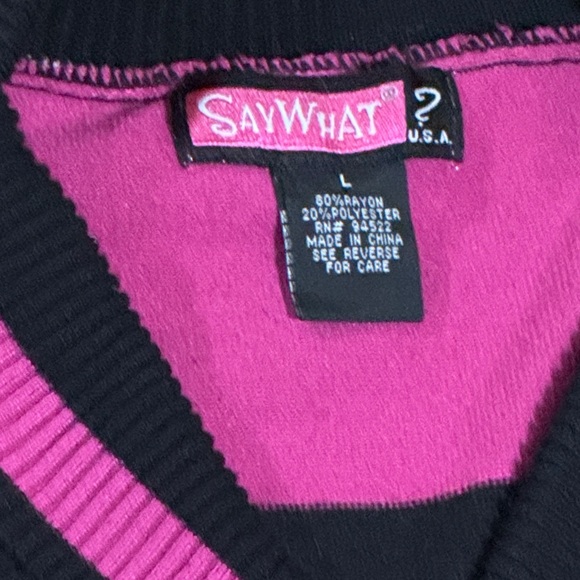 SAYWHAT® ?
U.S.A.
L
80%RAYON
20%POLYESTER
RN# 94522
MADE IN CHINA
SEE REVERSE
FOR CARE